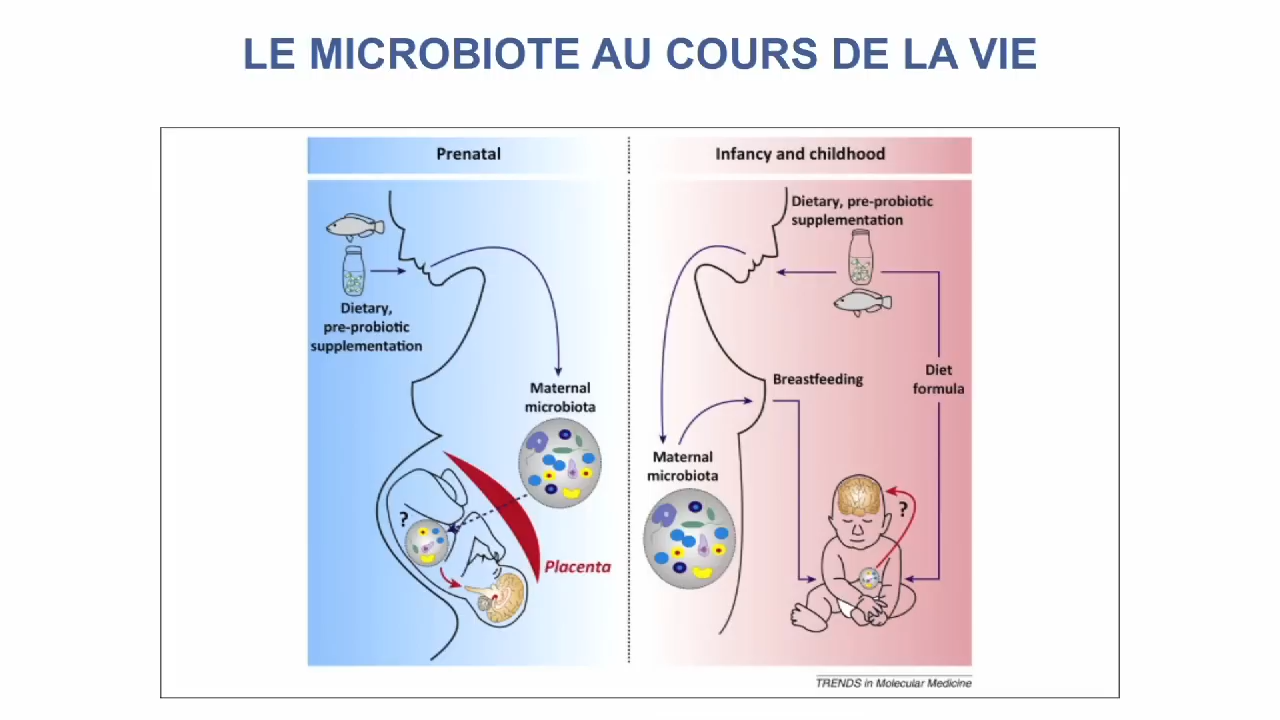 LE MICROBIOTE AU COURS DE LA VIE
Prenatal
Dietary,
pre-probiotic
supplementation
Maternal
microbiota
?
Placenta
Infancy and childhood
Dietary, pre-probiotic
supplementation
Breastfeeding
Diet
formula
Maternal
microbiota
?
TRENDS in Molecular Medicine